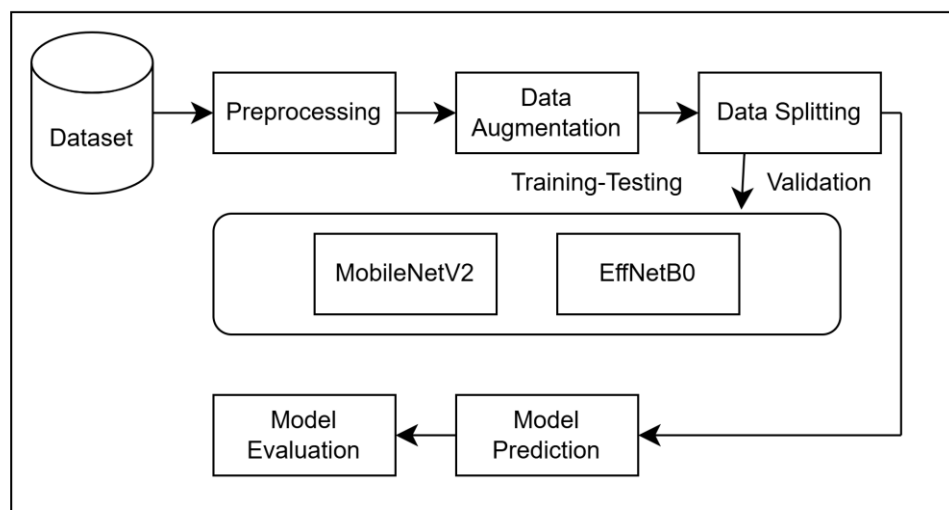 Dataset
Preprocessing
Data
Augmentation
Data Splitting
Training-Testing
Validation
MobileNetV2
EffNetB0
Model
Evaluation
Model
Prediction